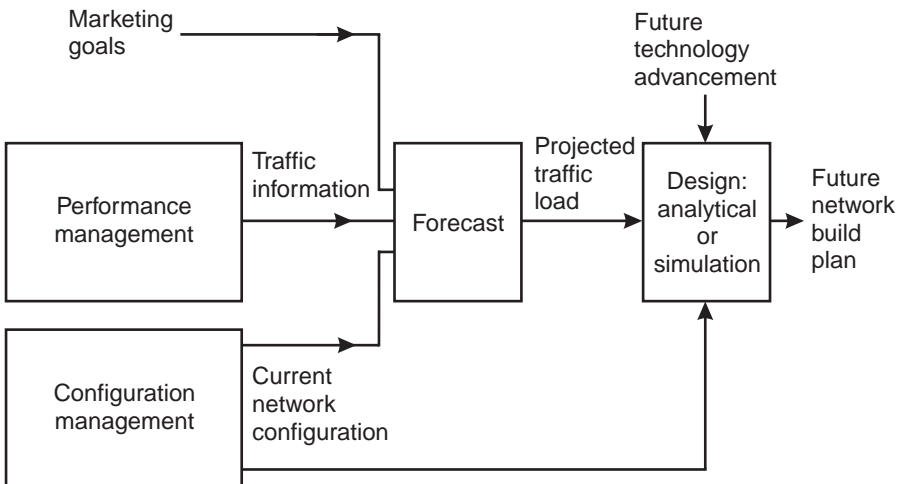 Marketing
goals
Future
technology
advancement
Performance
management
Traffic
information
Forecast
Projected
traffic
load
Design:
analytical
or
simulation
Future
network
build
plan
Configuration
management
Current
network
configuration